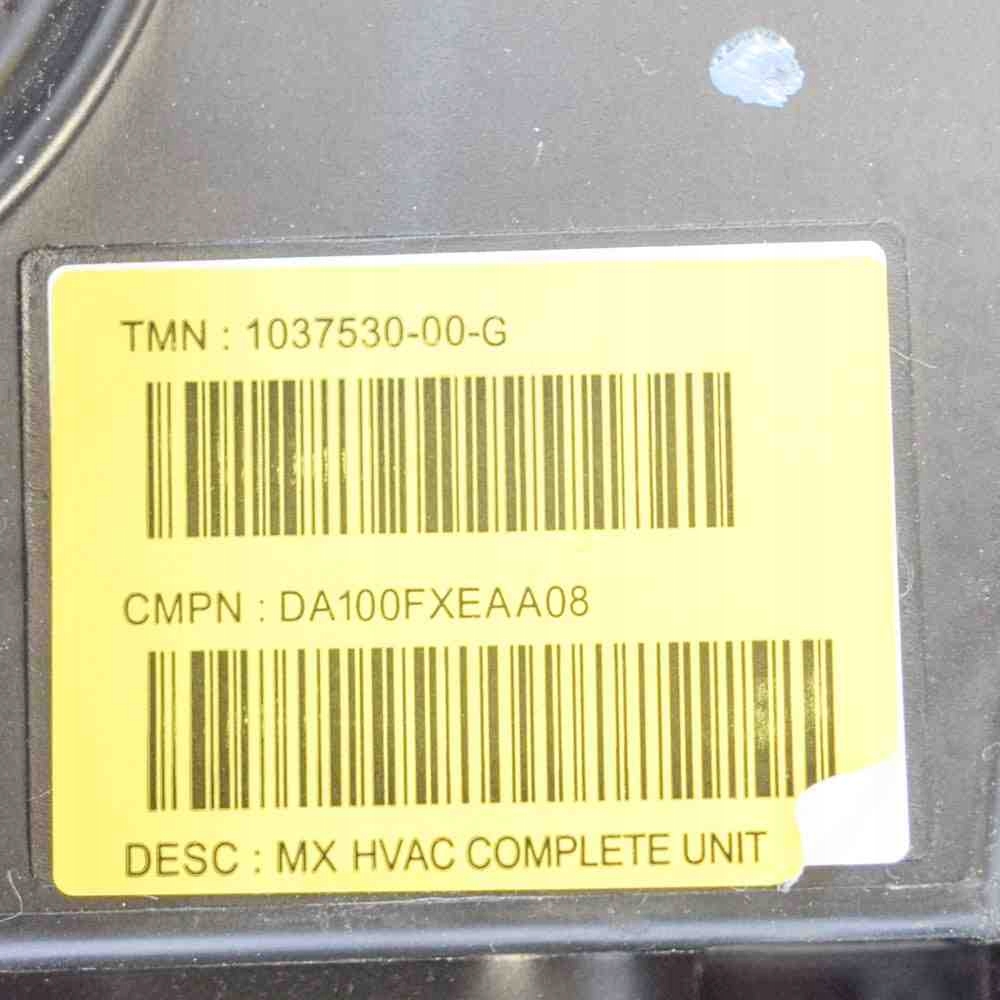 TMN : 1037530-00-G
CMPN : DA100FXEAA08
DESC : MX HVAC COMPLETE UNIT